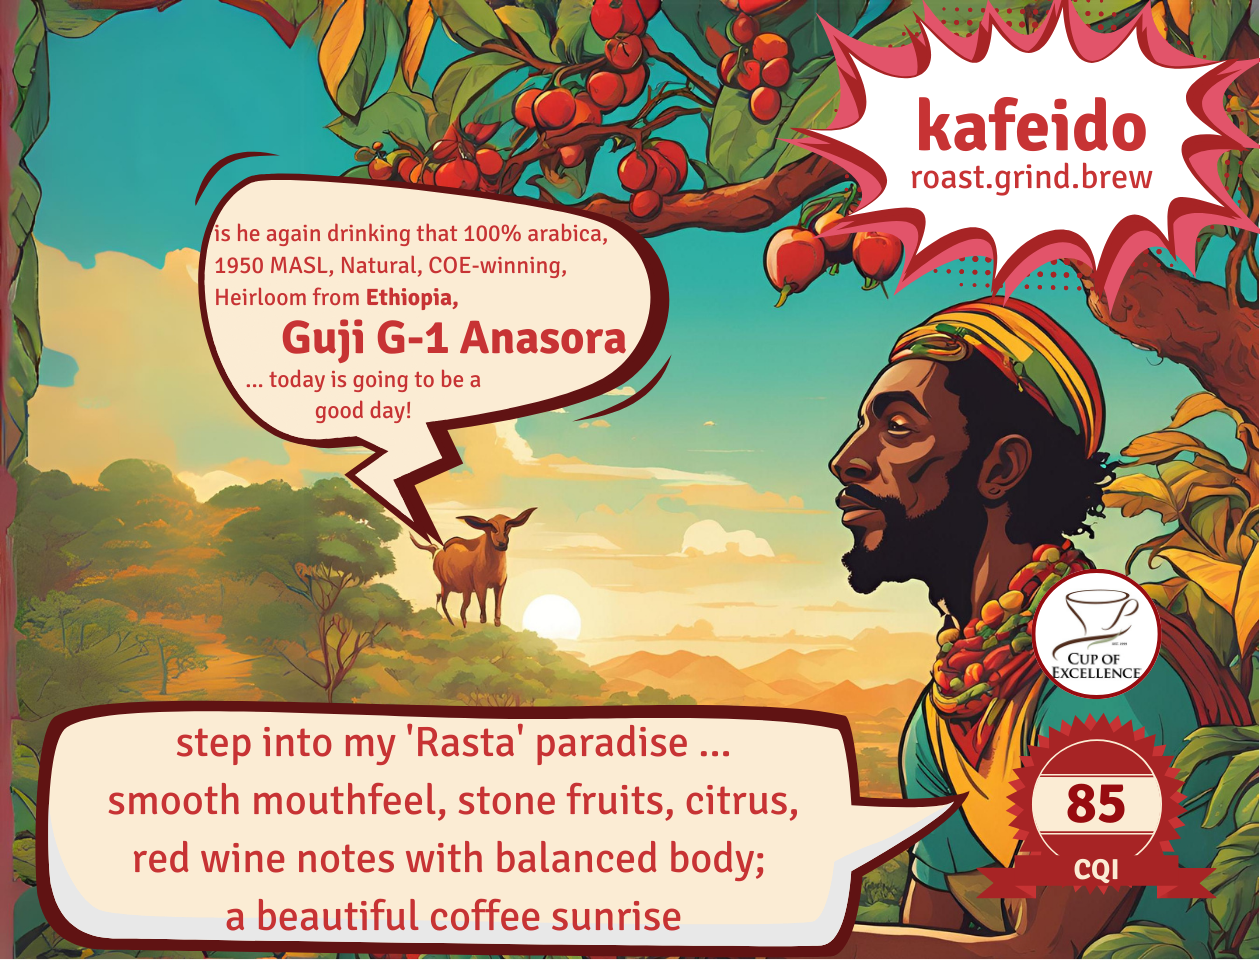 kafeido
roast.grind.brew
is he again drinking that 100% arabica,
1950 MASL, Natural, COE-winning,
Heirloom from Ethiopia,
Guji G-1 Anasora
... today is going to be a
good day!
CUP OF
EXCELLENCE
step into my 'Rasta' paradise ...
smooth mouthfeel, stone fruits, citrus,
red wine notes with balanced body;
a beautiful coffee sunrise
85
CQI